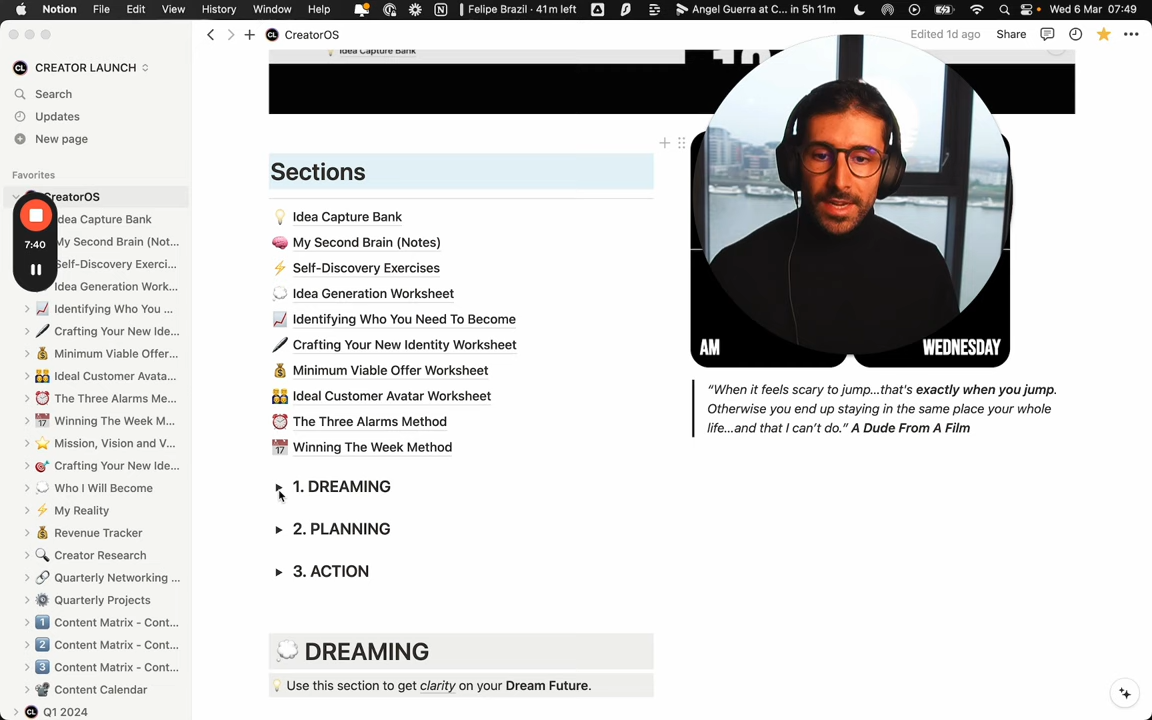 Notion File Edit View History Window Help
Felipe Brazil · 41m left
Angel Guerra at C... in 5h 11m
Wed 6 Mar 07:49
CreatorOS
Edited 1d ago Share
CREATOR LAUNCH
Search
Updates
New page
Favorites
CreatorOS
dea Capture Bank
My Second Brain (Not...
Self-Discovery Exerci...
Idea Generation Work...
Identifying Who You ...
Crafting Your New Ide...
Minimum Viable Offer...
Ideal Customer Avata...
The Three Alarms Me...
Winning The Week M...
Mission, Vision and V...
Crafting Your New Ide...
Who I Will Become
My Reality
Revenue Tracker
Creator Research
Quarterly Networking ...
Quarterly Projects
1 Content Matrix - Cont...
2 Content Matrix - Cont...
3 Content Matrix - Cont...
Content Calendar
CL Q1 2024
7:40
Idea Capture Bank
Sections
Idea Capture Bank
My Second Brain (Notes)
Self-Discovery Exercises
Idea Generation Worksheet
Identifying Who You Need To Become
Crafting Your New Identity Worksheet
Minimum Viable Offer Worksheet
Ideal Customer Avatar Worksheet
The Three Alarms Method
Winning The Week Method
1. DREAMING
2. PLANNING
3. ACTION
DREAMING
Use this section to get clarity on your Dream Future.
AM
WEDNESDAY
“When it feels scary to jump...that's exactly when you jump.
Otherwise you end up staying in the same place your whole
life...and that I can't do.” A Dude From A Film